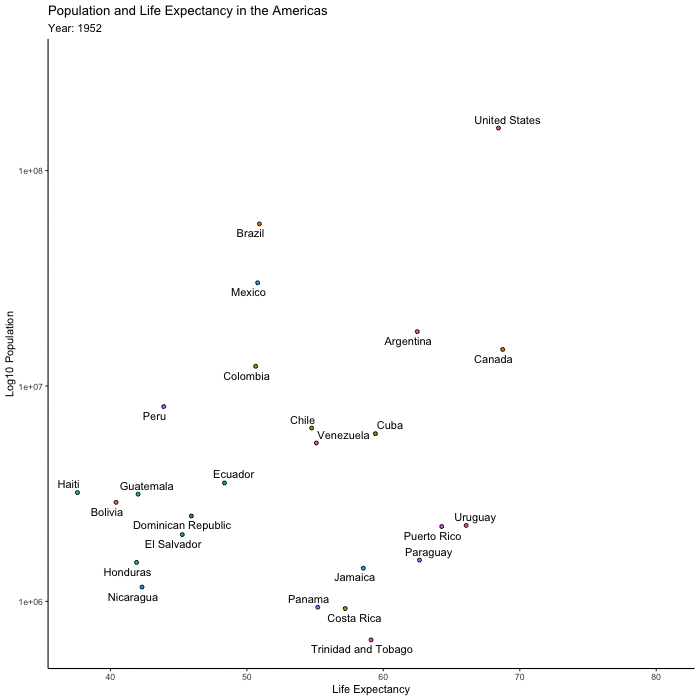 Population and Life Expectancy in the Americas
Year: 1952
United States
1e+08
Brazil
Mexico
Argentina
Canada
Log10 Population
Colombia
1e+07
Peru
Chile
Cuba
Venezuela
Ecuador
Haiti
Guatemala
Bolivia
Uruguay
Dominican Republic
Puerto Rico
El Salvador
Paraguay
Honduras
Jamaica
Nicaragua
Panama
1e+06
Costa Rica
Trinidad and Tobago
40
50
60
70
80
Life Expectancy